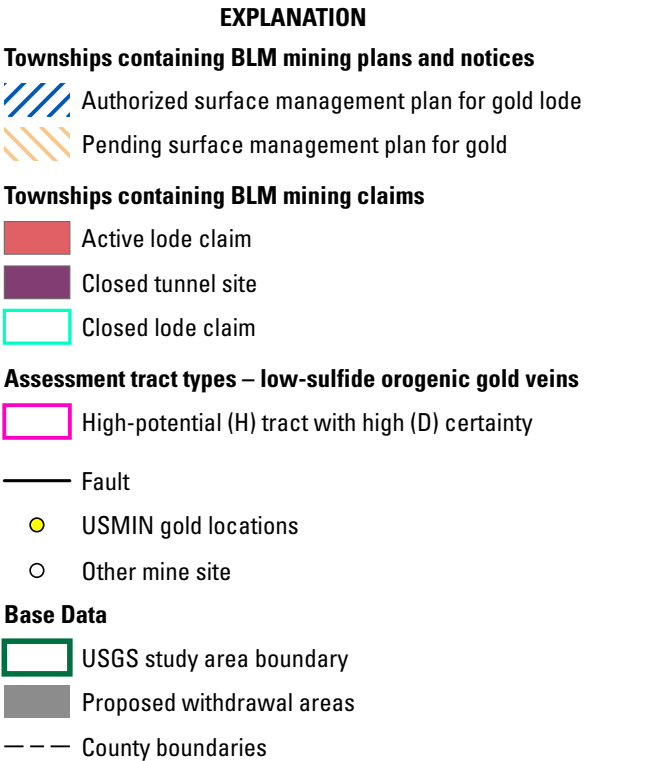 EXPLANATION
Townships containing BLM mining plans and notices
Authorized surface management plan for gold lode
Pending surface management plan for gold
Townships containing BLM mining claims
Active lode claim
Closed tunnel site
Closed lode claim
Assessment tract types – low-sulfide orogenic gold veins
High-potential (H) tract with high (D) certainty
Fault
USMIN gold locations
Other mine site
Base Data
USGS study area boundary
Proposed withdrawal areas
County boundaries